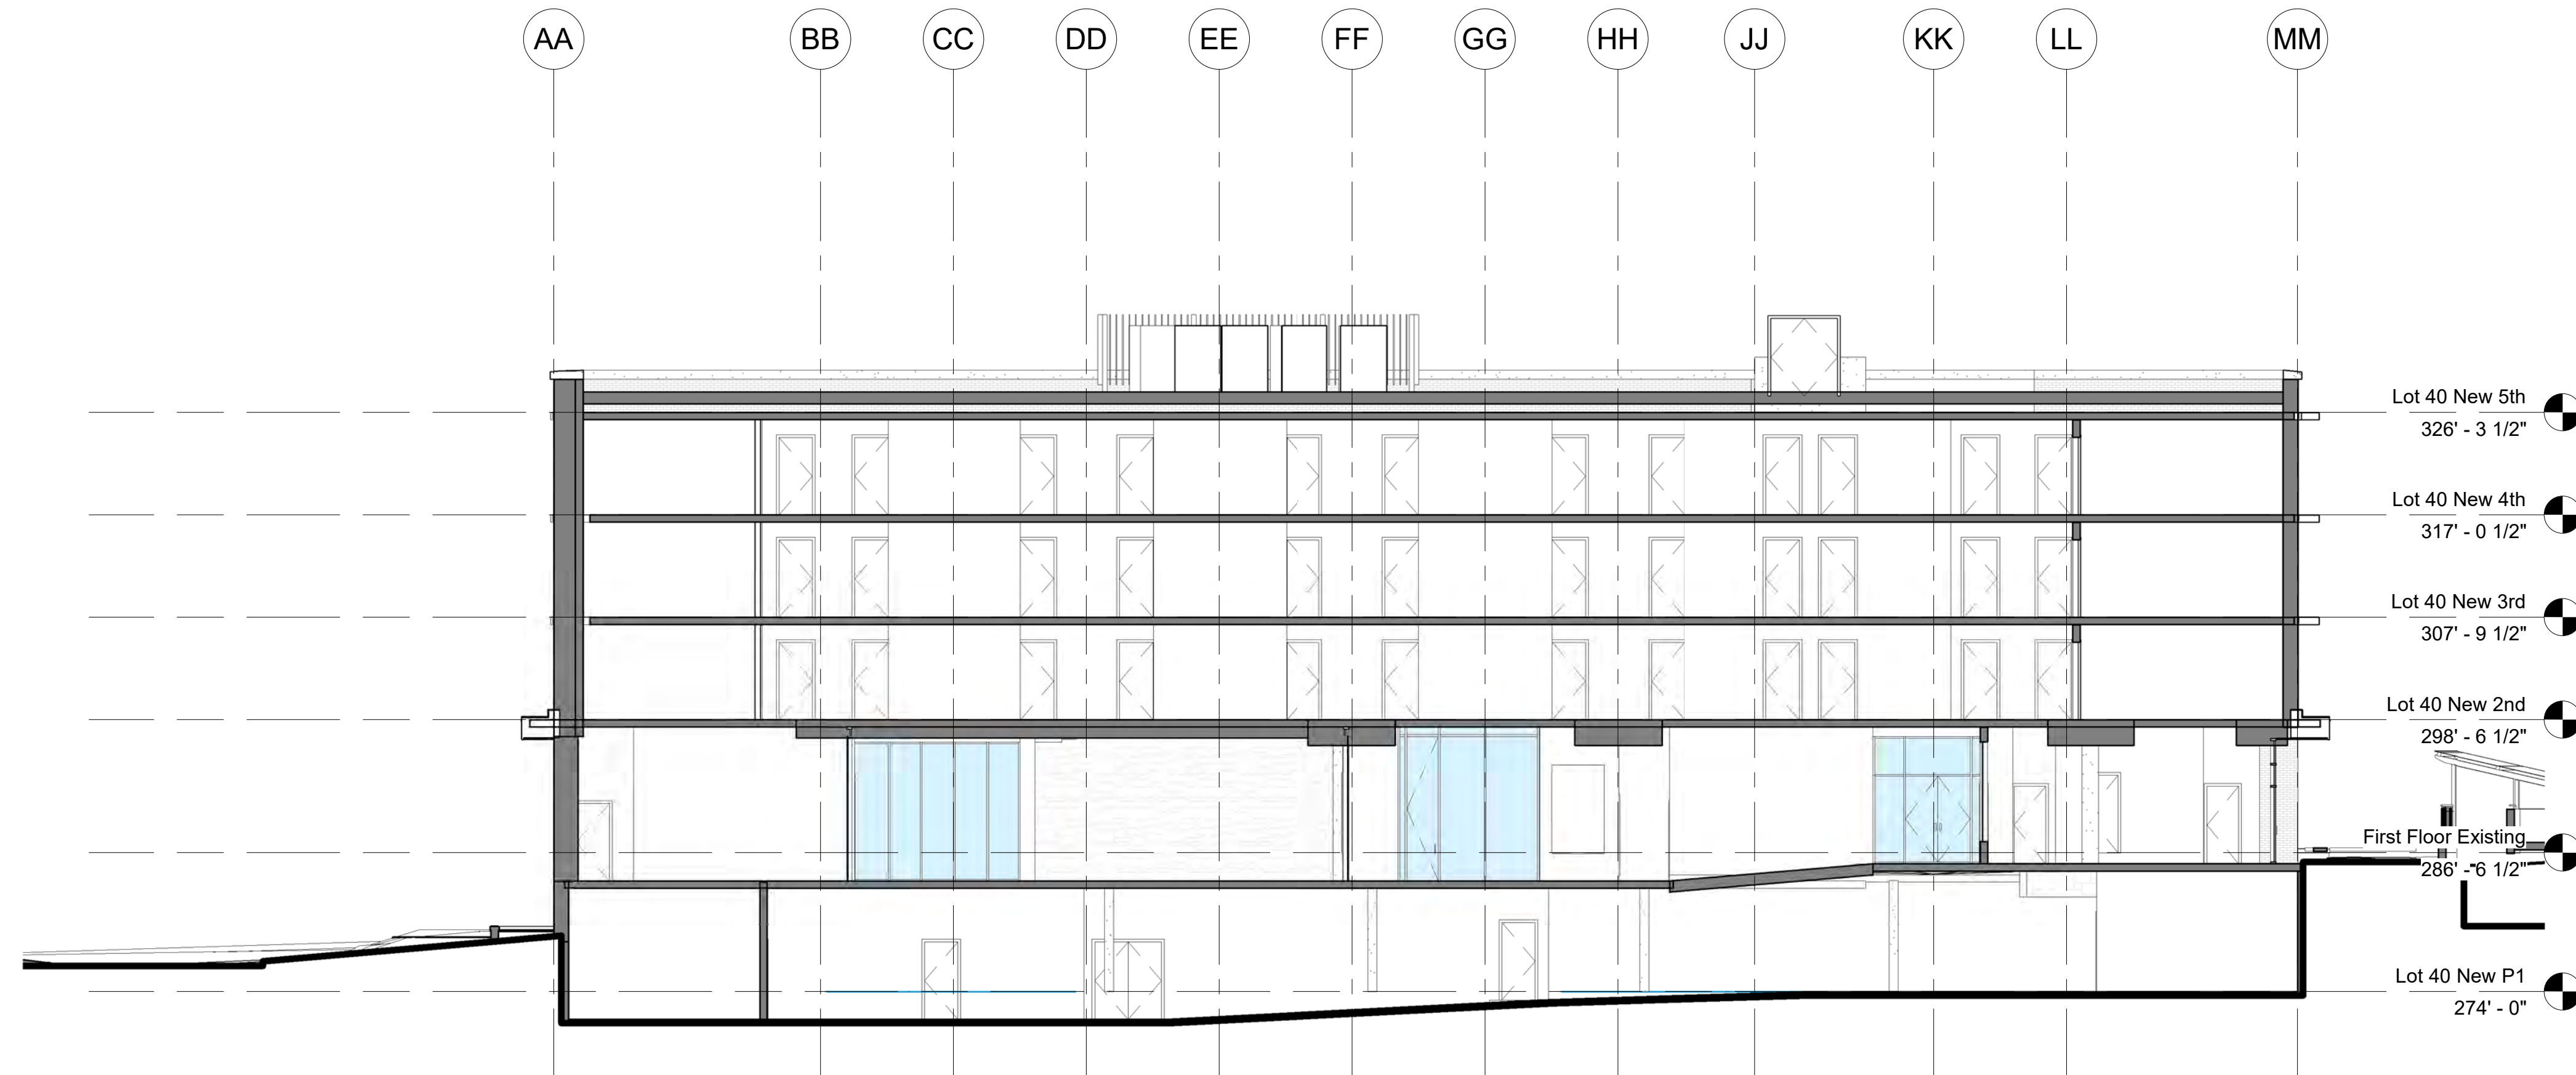 AA BB CC DD EE FF GG HH JJ KK LL MM
Lot 40 New 5th
326' - 3 1/2"
Lot 40 New 4th
317' - 0 1/2"
Lot 40 New 3rd
307' - 9 1/2"
Lot 40 New 2nd
298' - 6 1/2"
First Floor Existing
286' - 6 1/2"
Lot 40 New P1
274' - 0"